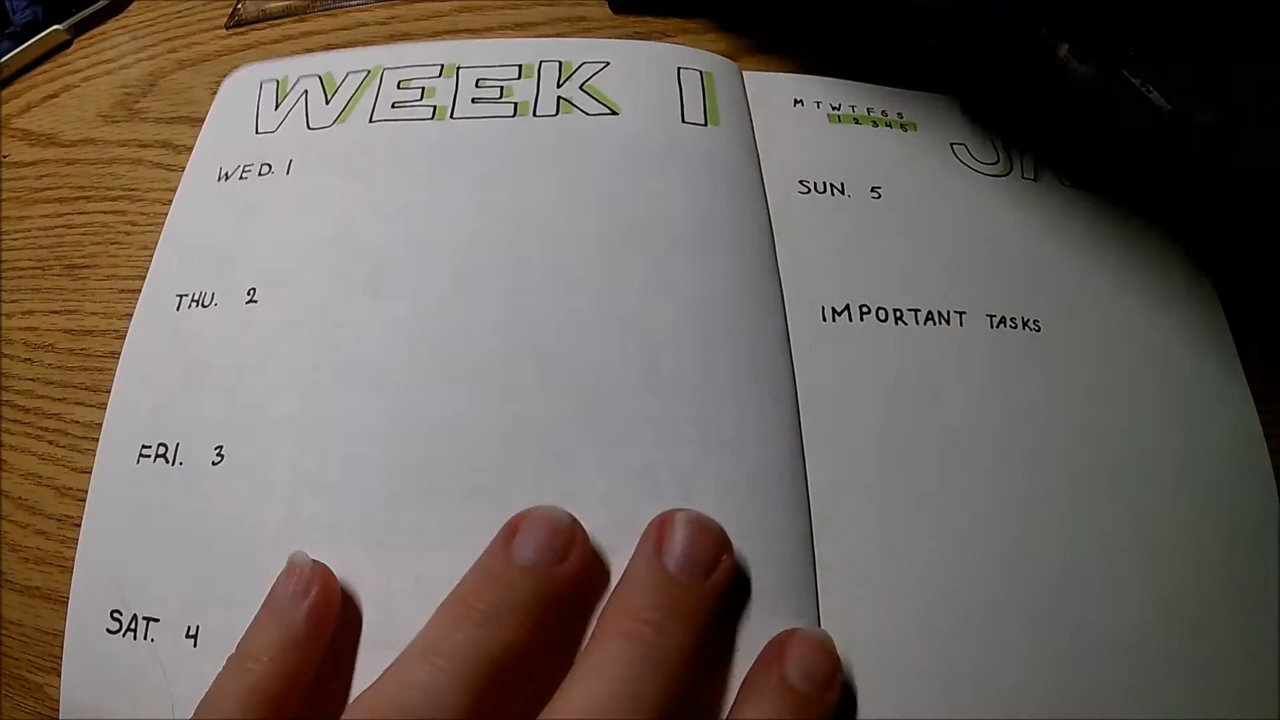 WEEK 1
WED. 1
THU. 2
FRI. 3
SAT. 4
M T W T F S S
1 2 3 4 5
SUN. 5
IMPORTANT TASKS